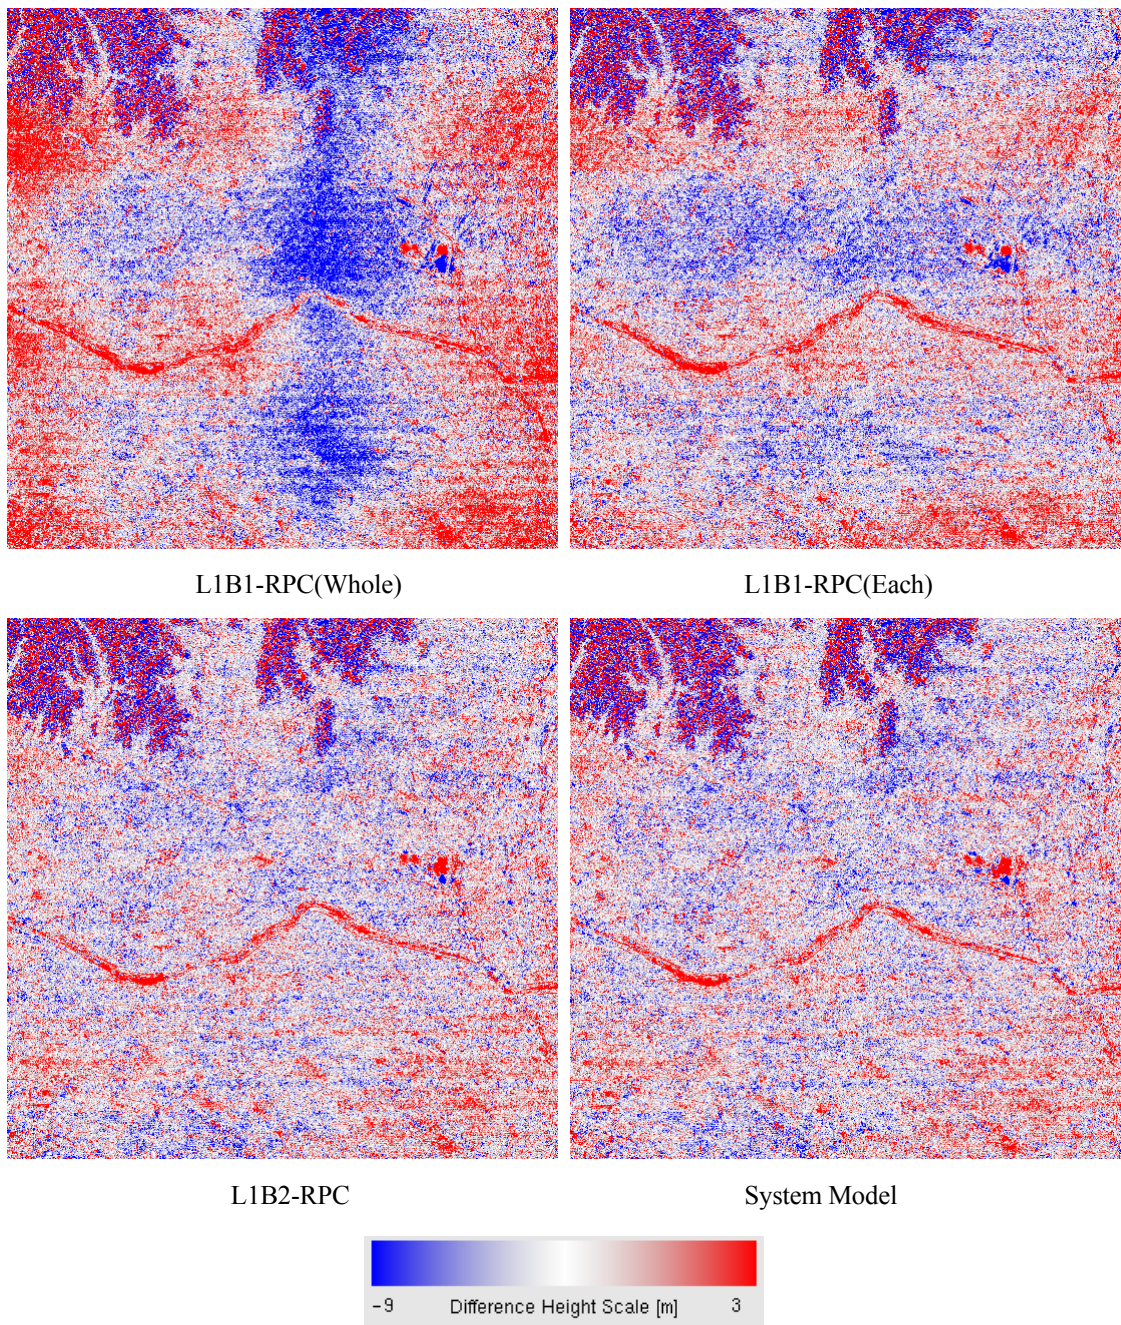 L1B1-RPC(Whole)
L1B1-RPC(Each)
L1B2-RPC
System Model
-9 Difference Height Scale [m] 3